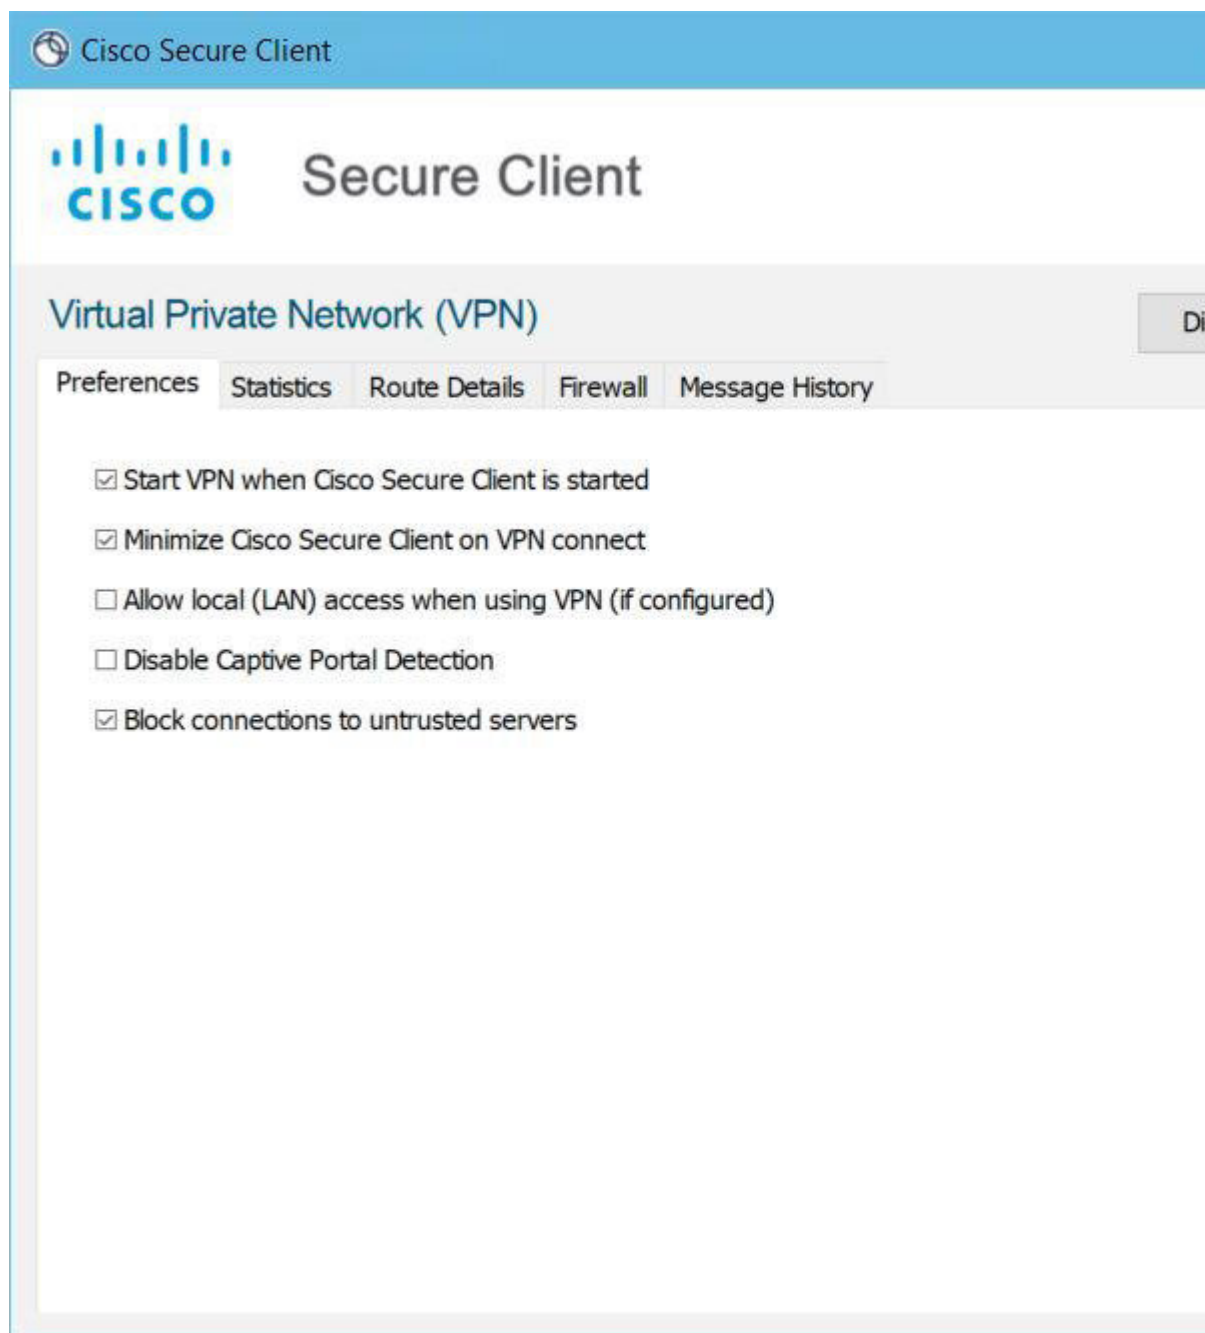 Cisco Secure Client
CISCO
Secure Client
Virtual Private Network (VPN)
Preferences Statistics Route Details Firewall Message History
Start VPN when Cisco Secure Client is started
Minimize Cisco Secure Client on VPN connect
Allow local (LAN) access when using VPN (if configured)
Disable Captive Portal Detection
Block connections to untrusted servers